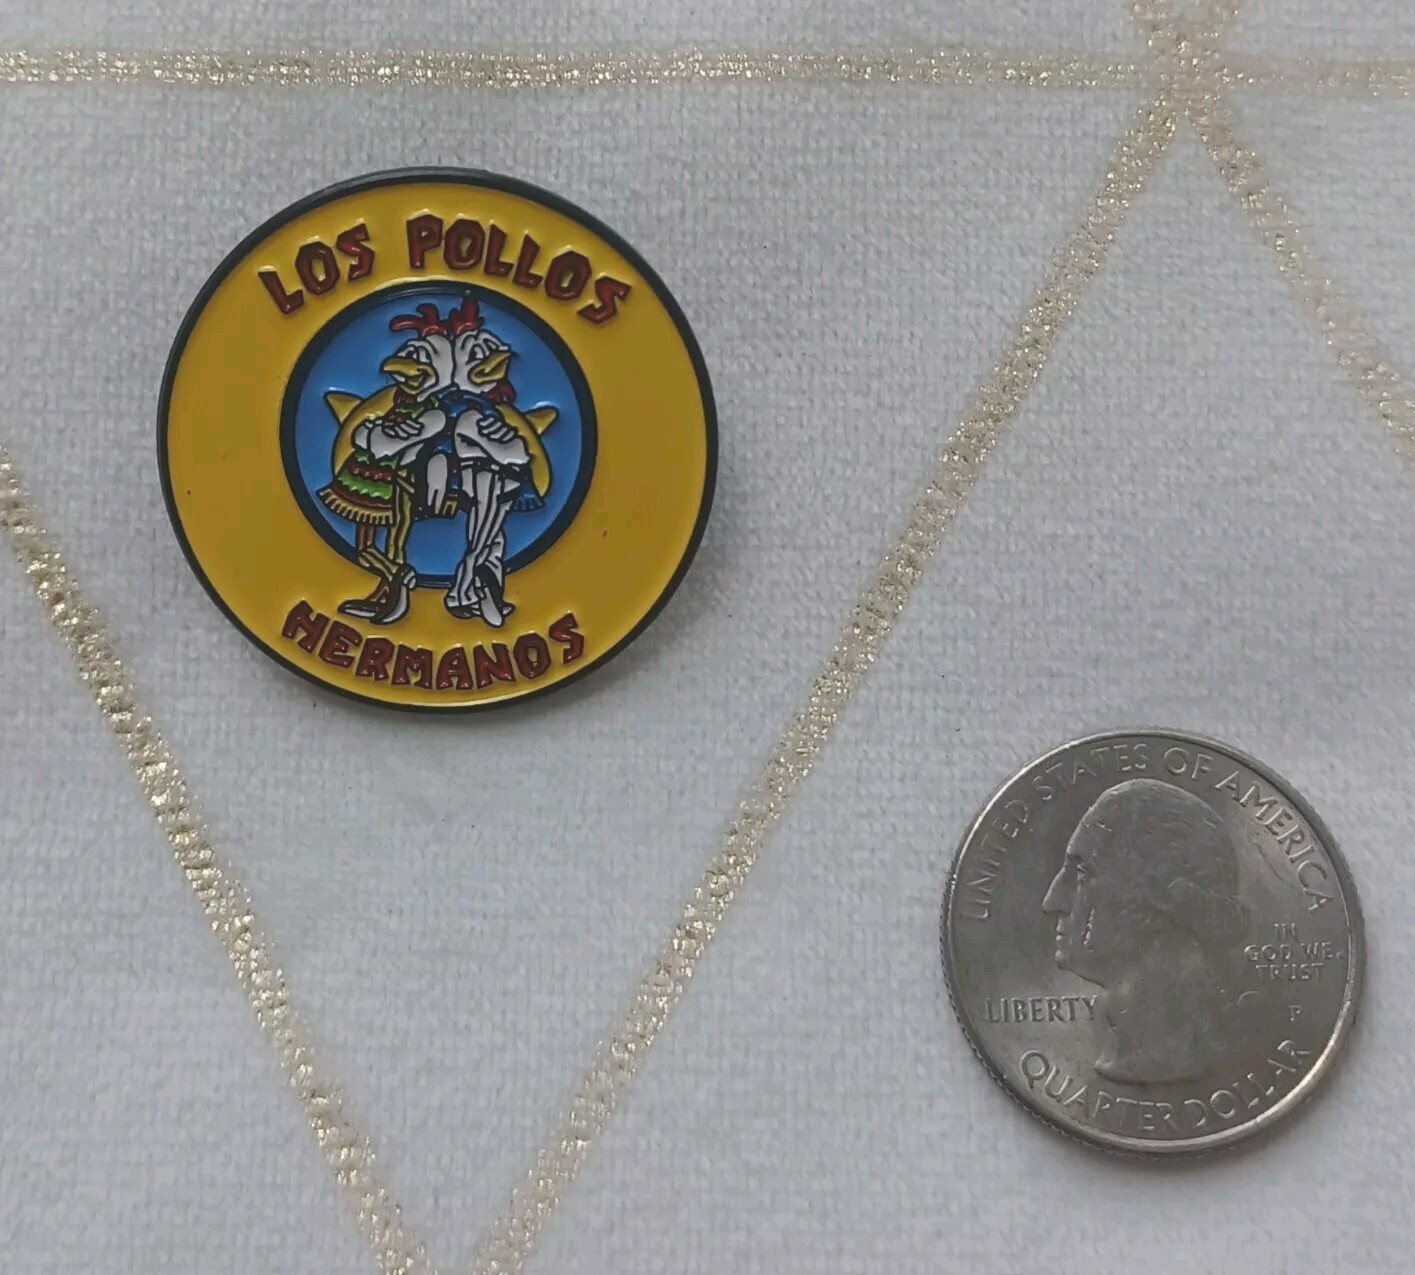 LOS POLLOS
HERMANOS
UNITED STATES OF AMERICA
IN
GOD WE
TRUST
LIBERTY
P
QUARTER DOLLAR